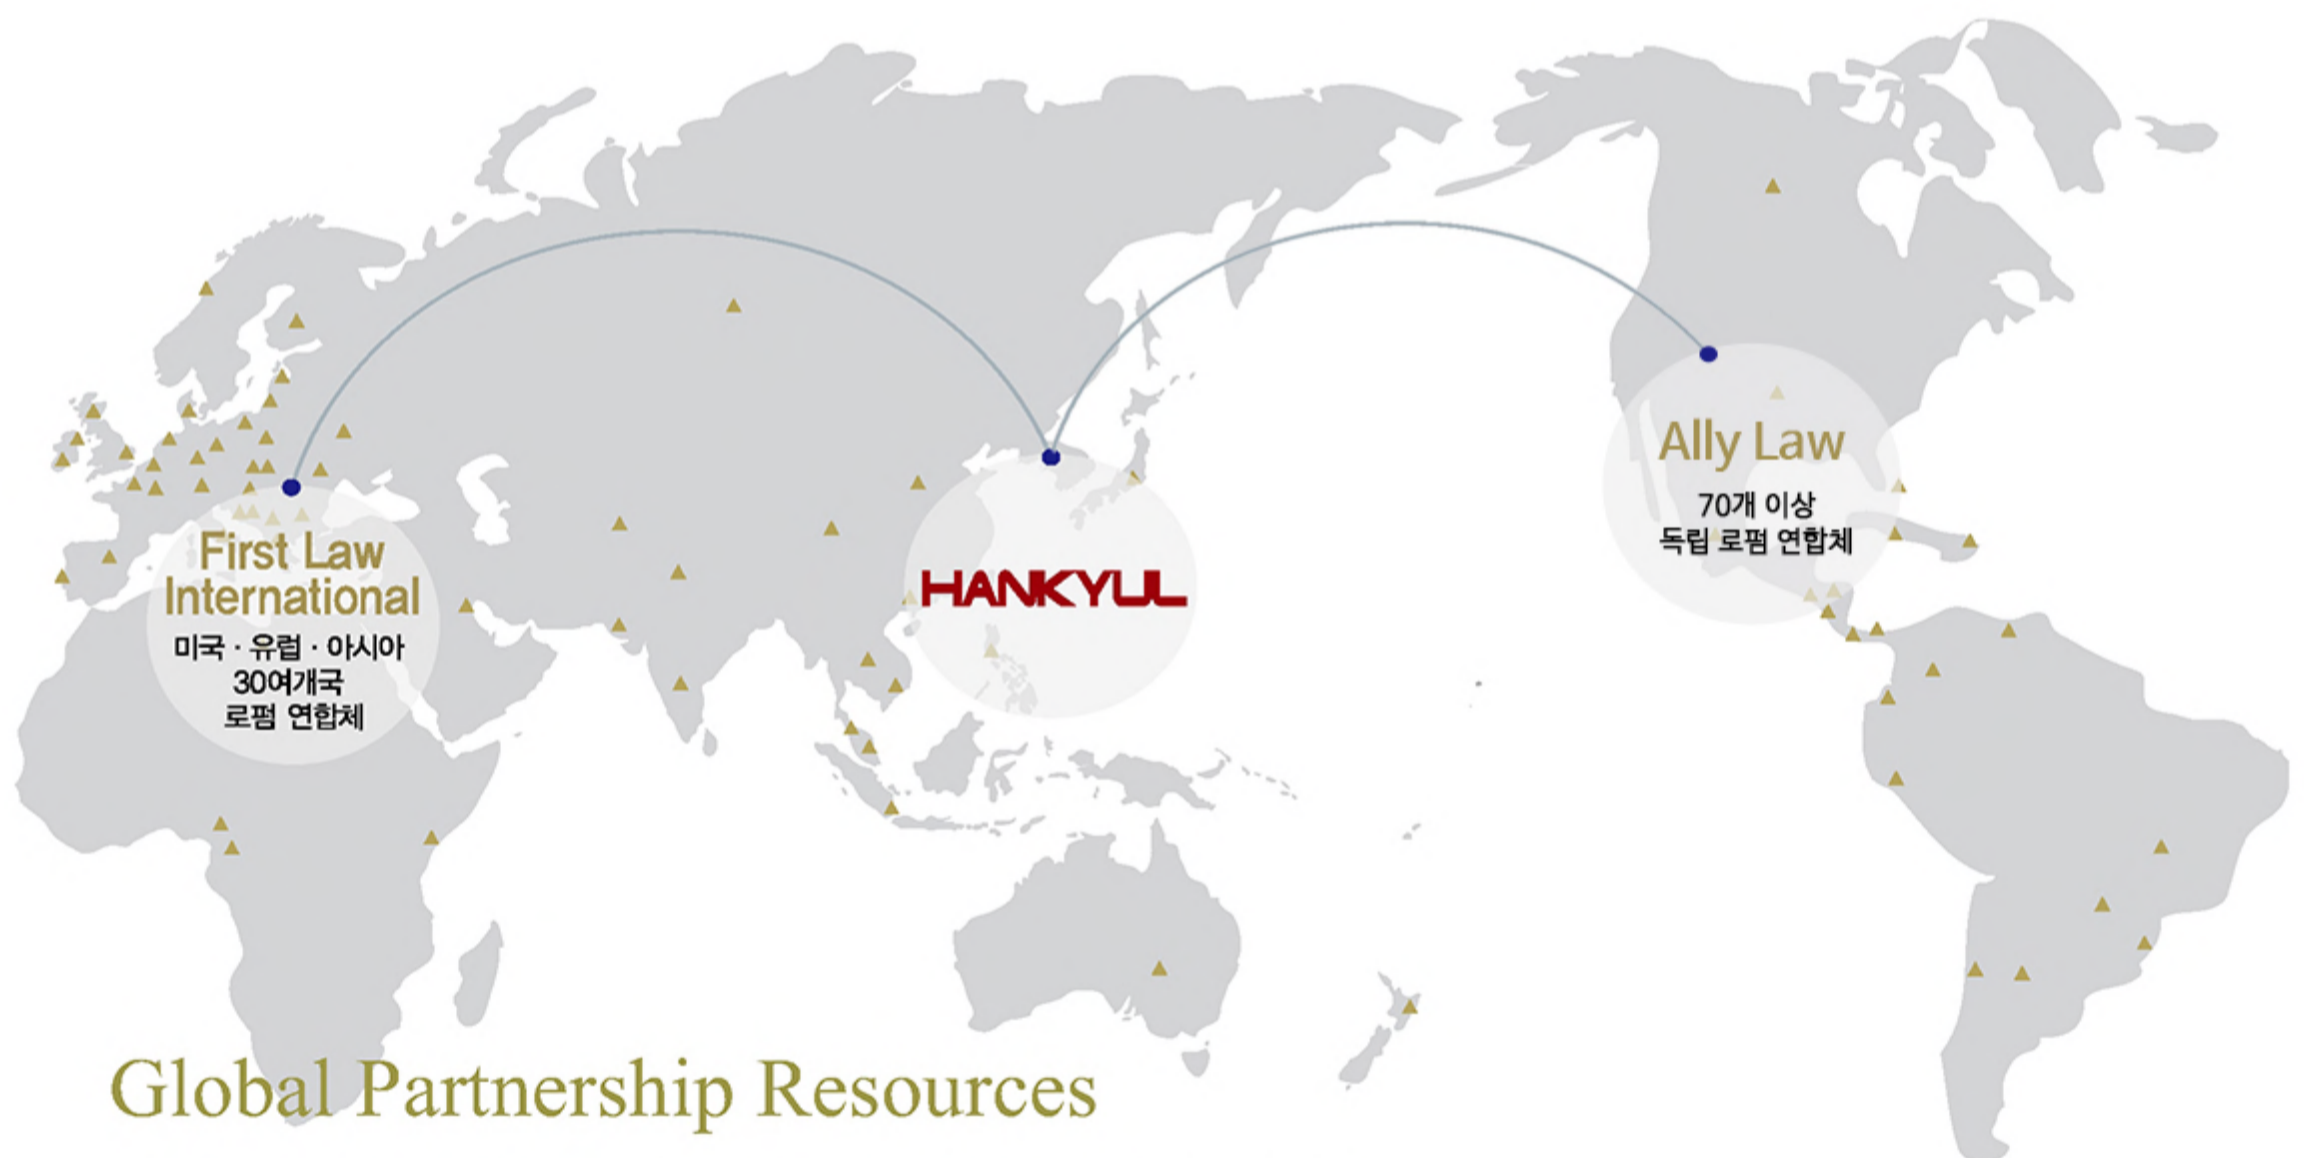 First Law
International
미국 · 유럽 · 아시아
30여개국
로펌 연합체
HANKYUL
Ally Law
70개 이상
독립 로펌 연합체
Global Partnership Resources